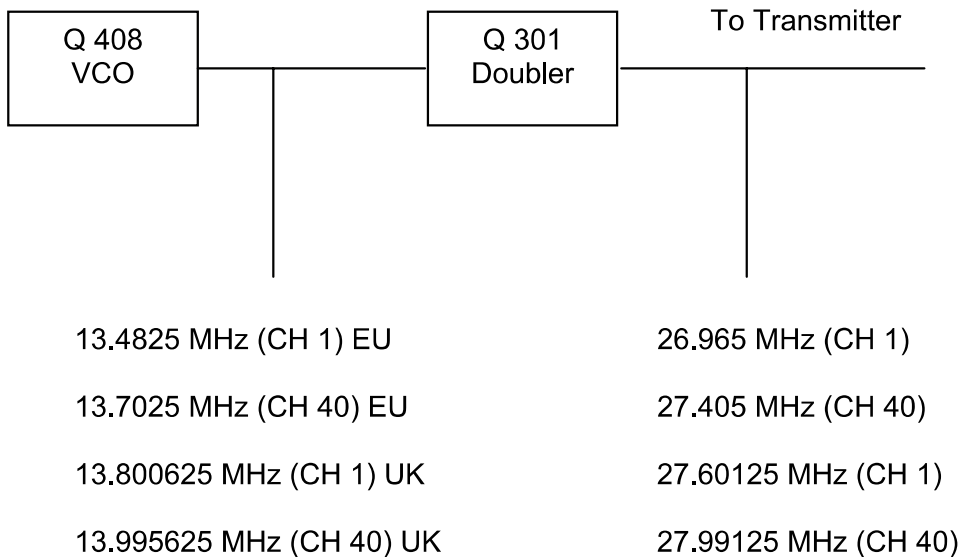 Q 408
VCO
Q 301
Doubler
To Transmitter
13.4825 MHz (CH 1) EU
26.965 MHz (CH 1)
13.7025 MHz (CH 40) EU
27.405 MHz (CH 40)
13.800625 MHz (CH 1) UK
27.60125 MHz (CH 1)
13.995625 MHz (CH 40) UK
27.99125 MHz (CH 40)